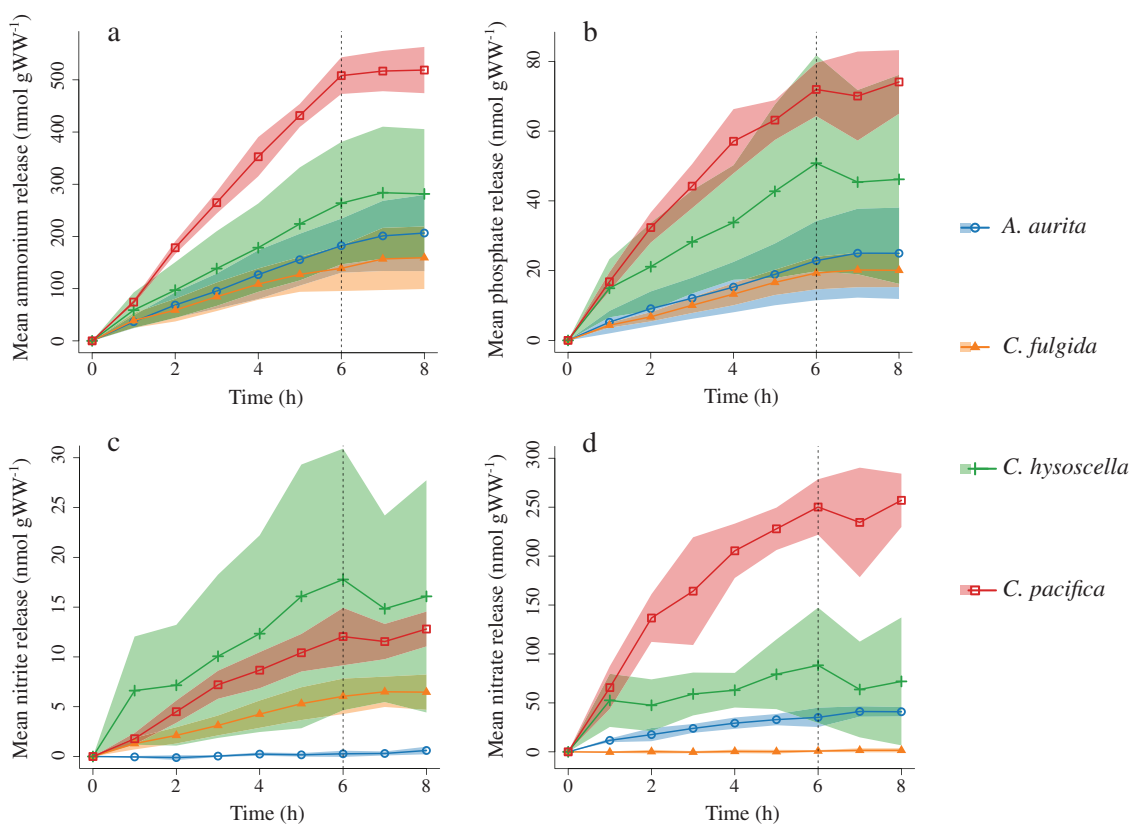 a
Mean ammonium release (nmol gWW⁻¹)
500
400
300
200
100
0
0 2 4 6 8
Time (h)
b
Mean phosphate release (nmol gWW⁻¹)
80
60
40
20
0
0 2 4 6 8
Time (h)
c
Mean nitrite release (nmol gWW⁻¹)
30
25
20
15
10
5
0
0 2 4 6 8
Time (h)
d
Mean nitrate release (nmol gWW⁻¹)
300
250
200
150
100
50
0
0 2 4 6 8
Time (h)
A. aurita
C. fulgida
C. hysoscella
C. pacifica